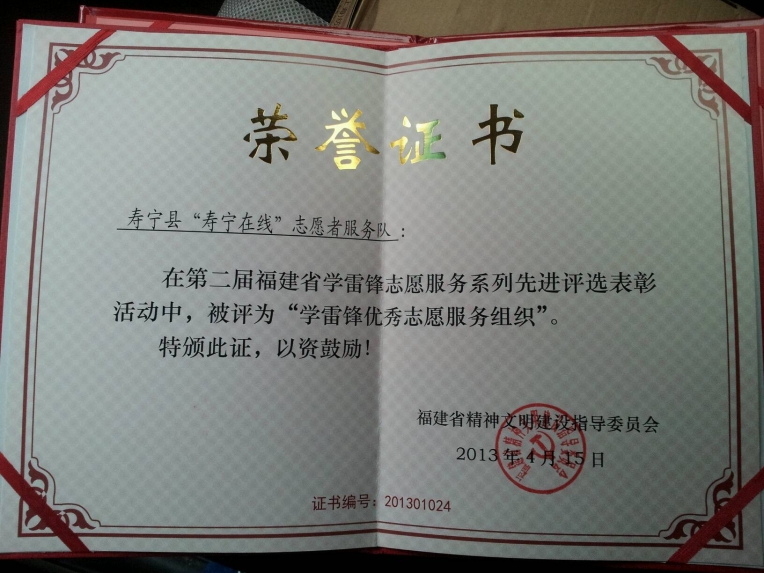 荣誉证书
寿宁县“寿宁在线”志愿者服务队：
在第二届福建省学雷锋志愿服务系列先进评选表彰
活动中，被评为“学雷锋优秀志愿服务组织”。
特颁此证，以资鼓励！
福建省精神文明建设指导委员会
2013年4月15日
证书编号：201301024